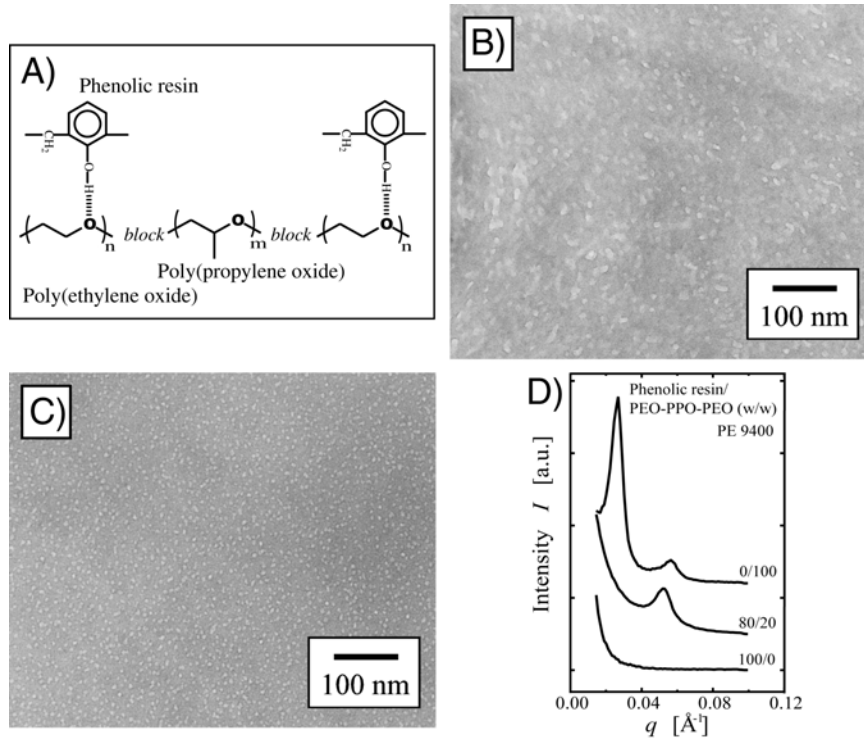 A)
Phenolic resin
CH2
O
H
O
n
block
O
m
block
CH2
O
H
O
n
Poly(propylene oxide)
Poly(ethylene oxide)
B)
100 nm
C)
100 nm
D)
Phenolic resin/
PEO-PPO-PEO (w/w)
PE 9400
0/100
80/20
100/0
Intensity I [a.u.]
0.00 0.04 0.08 0.12
q [Å-1]